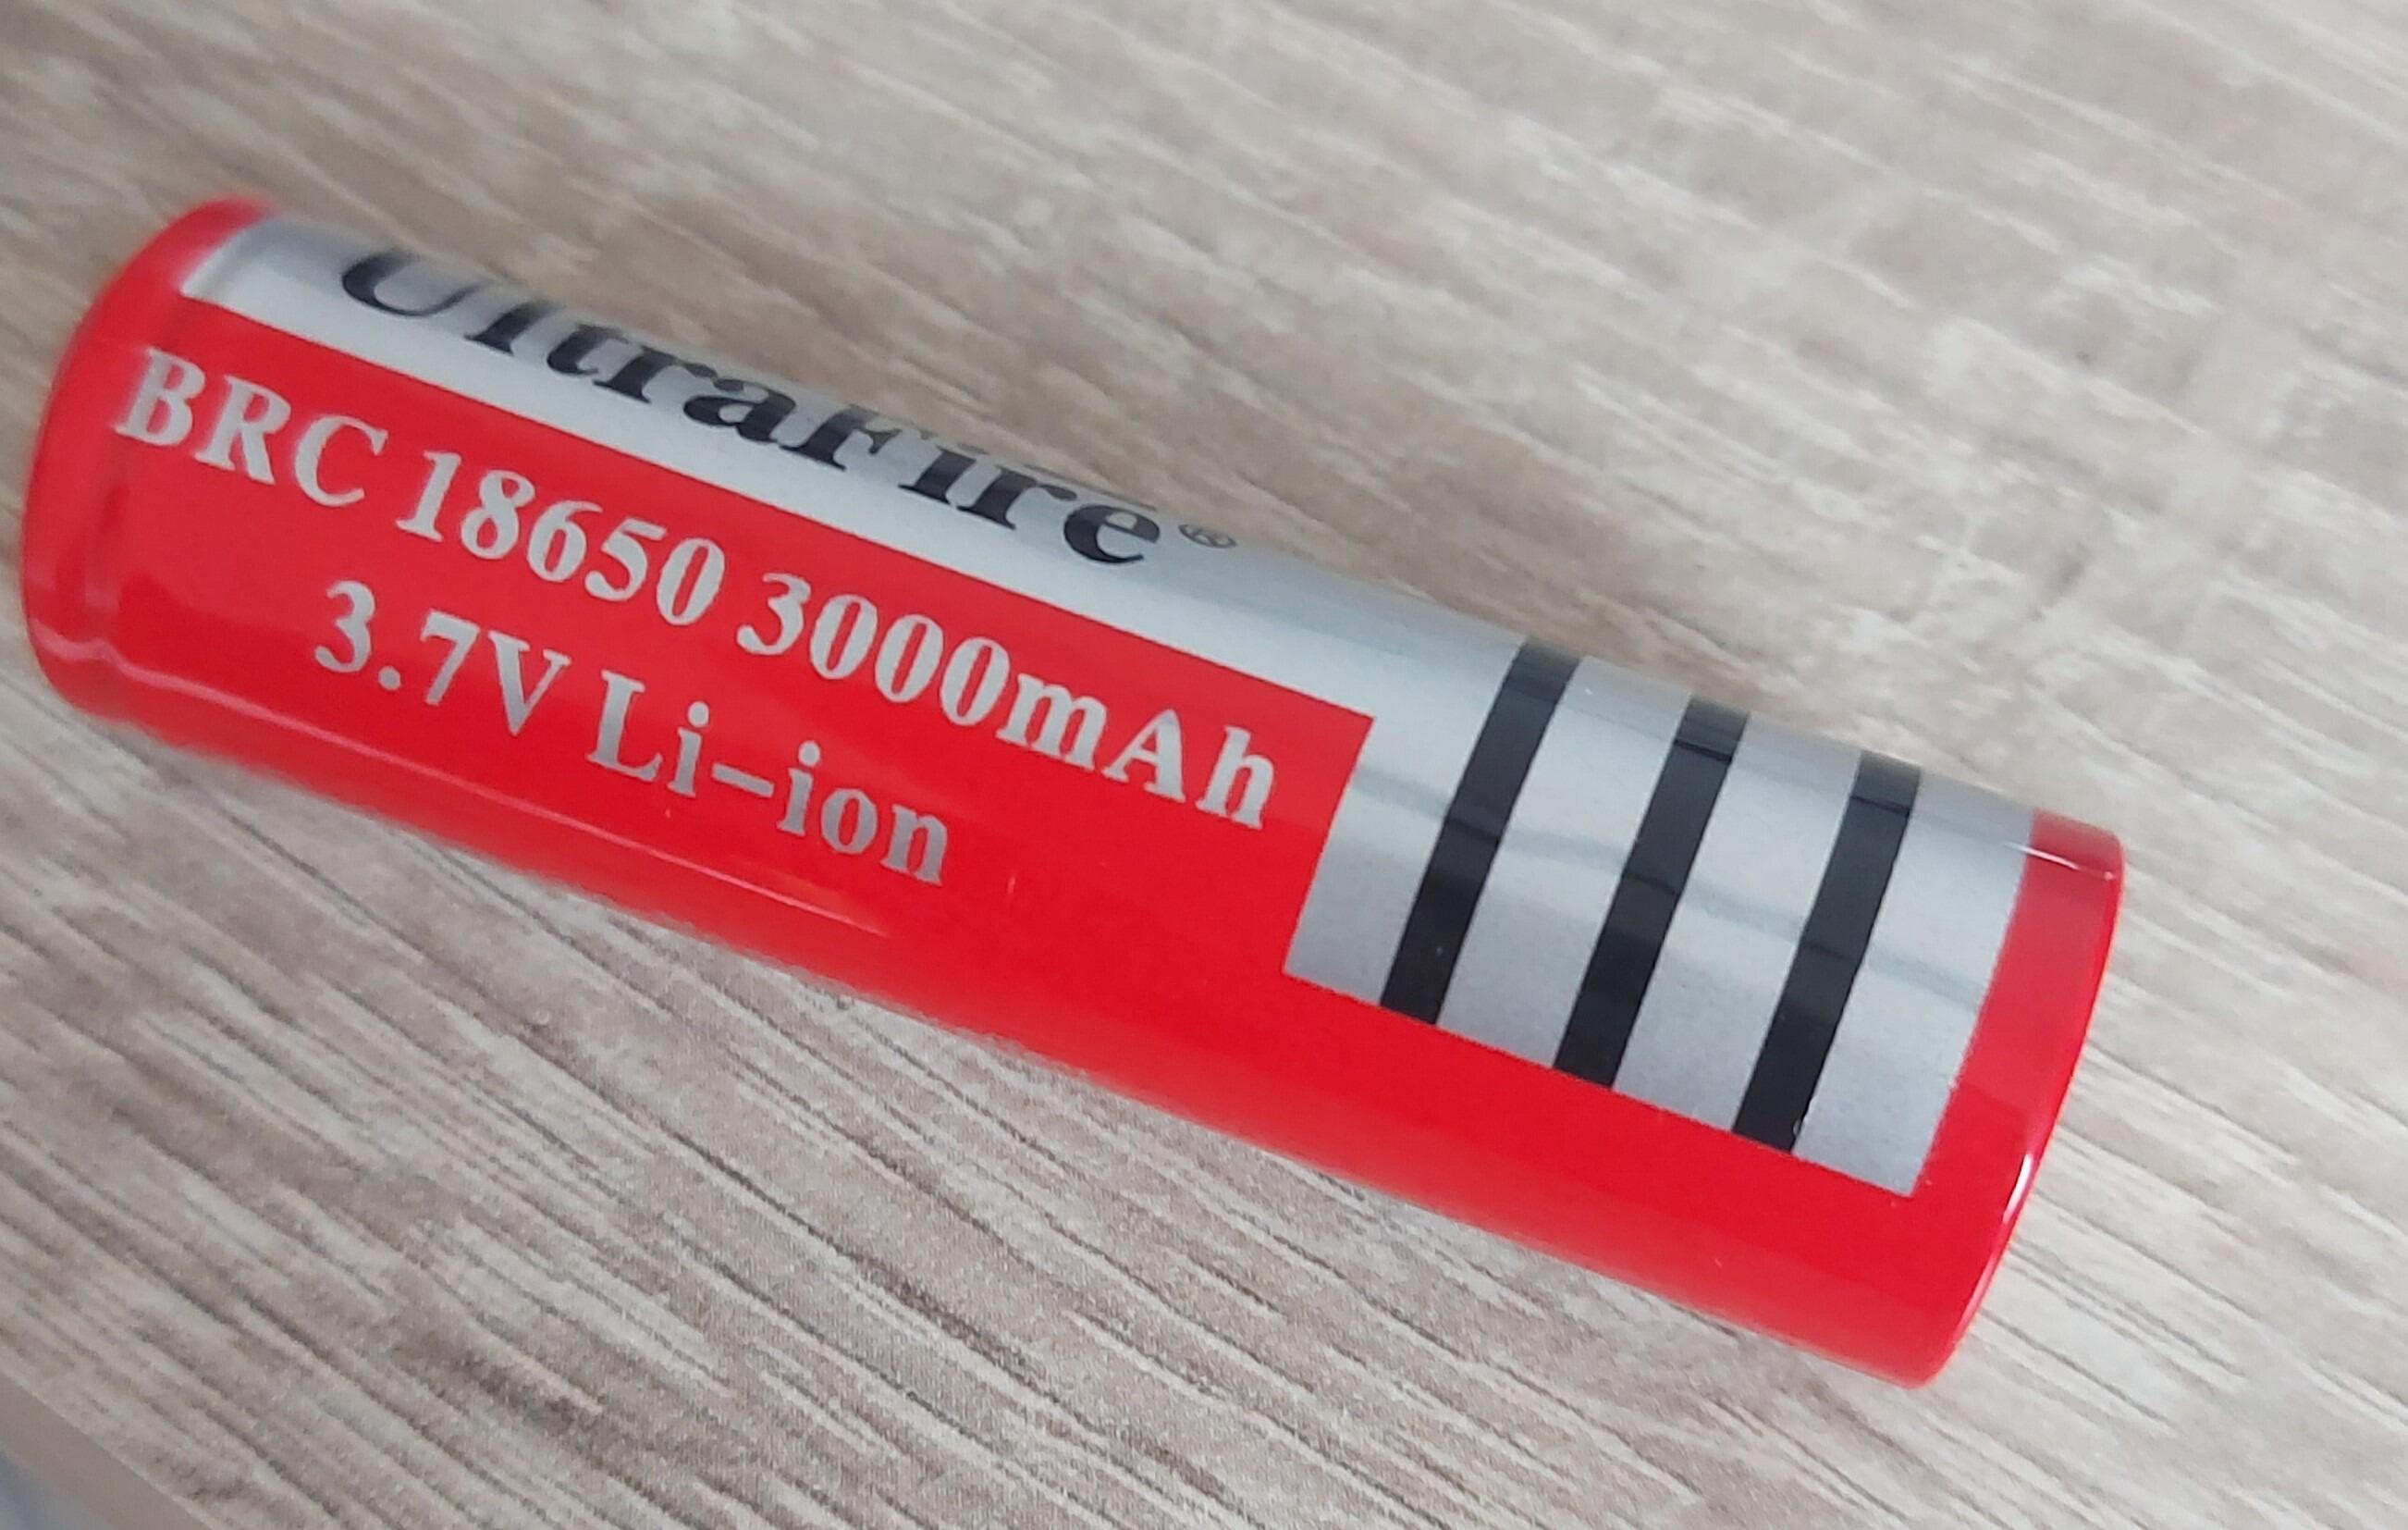 UltraFire®
BRC 18650 3000mAh
3.7V Li-ion